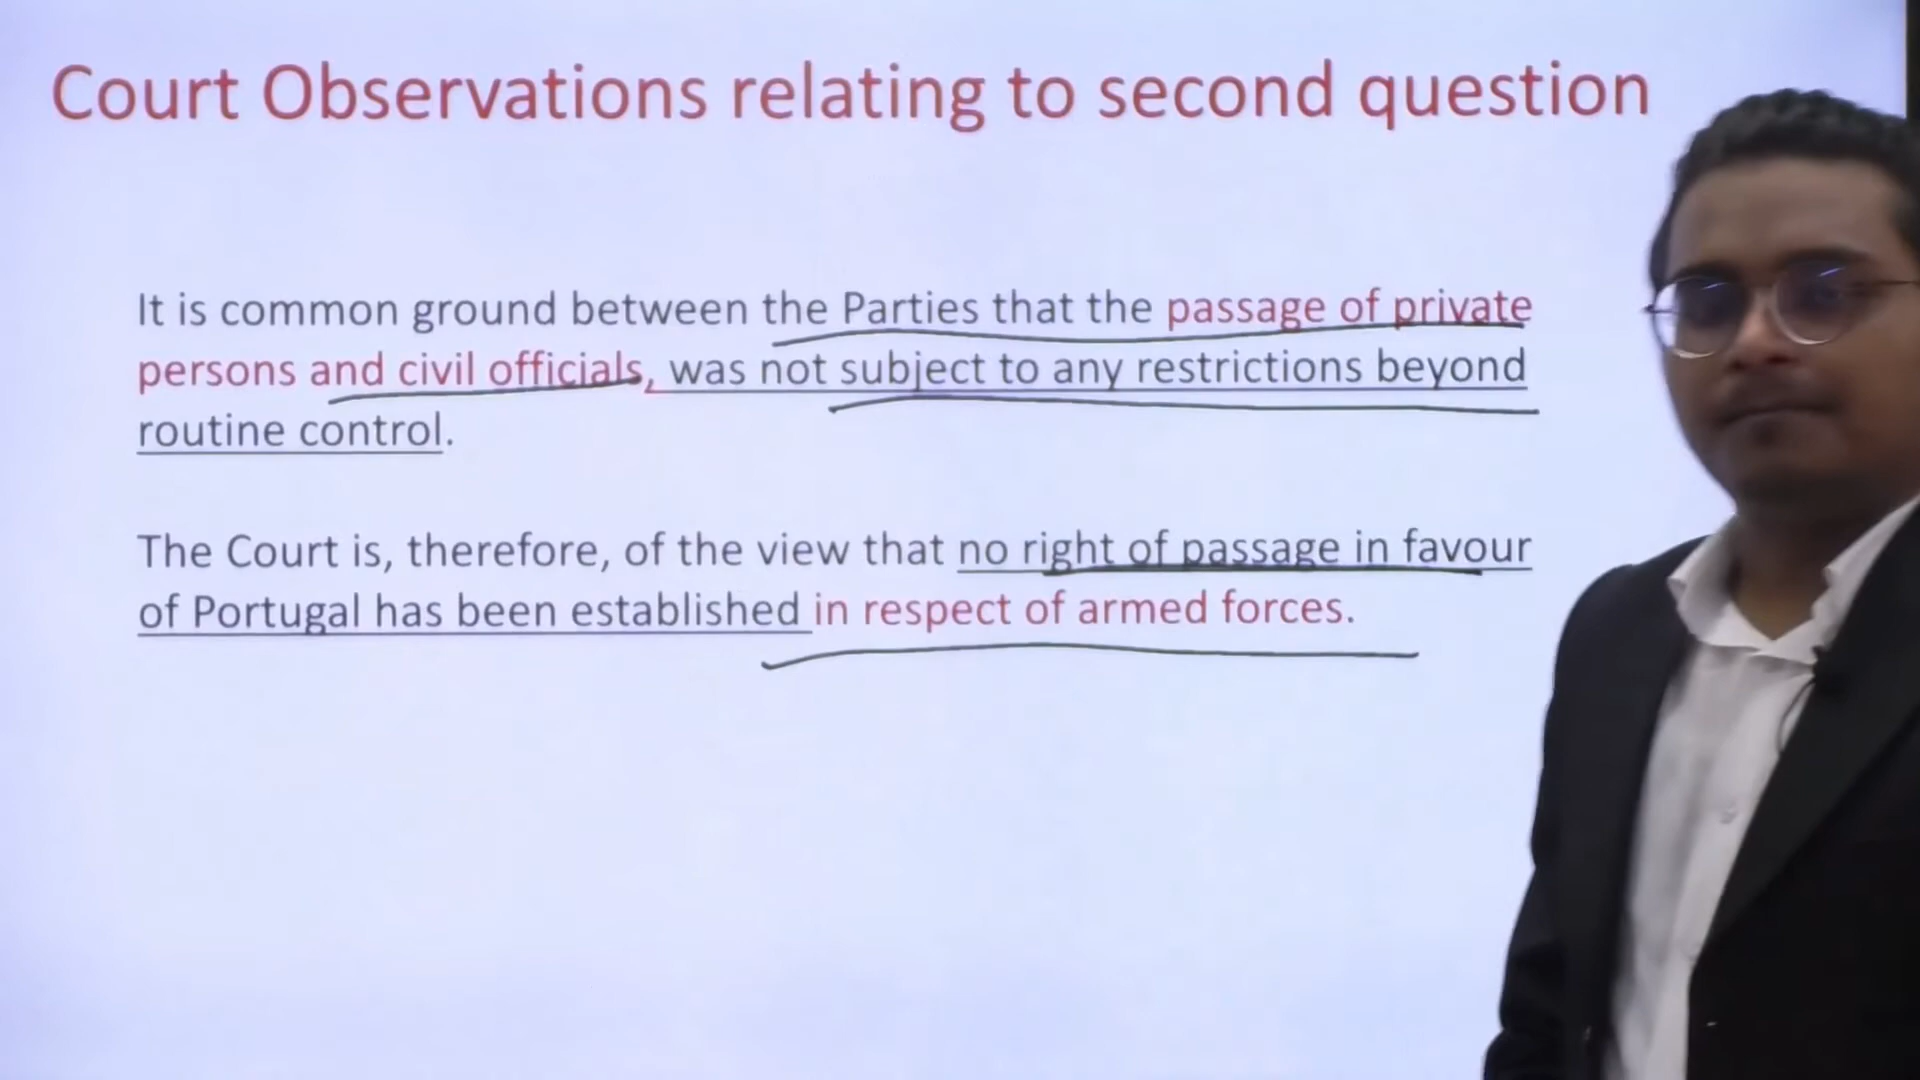 Court Observations relating to second question
It is common ground between the Parties that the passage of private
persons and civil officials, was not subject to any restrictions beyond
routine control.
The Court is, therefore, of the view that no right of passage in favour
of Portugal has been established in respect of armed forces.